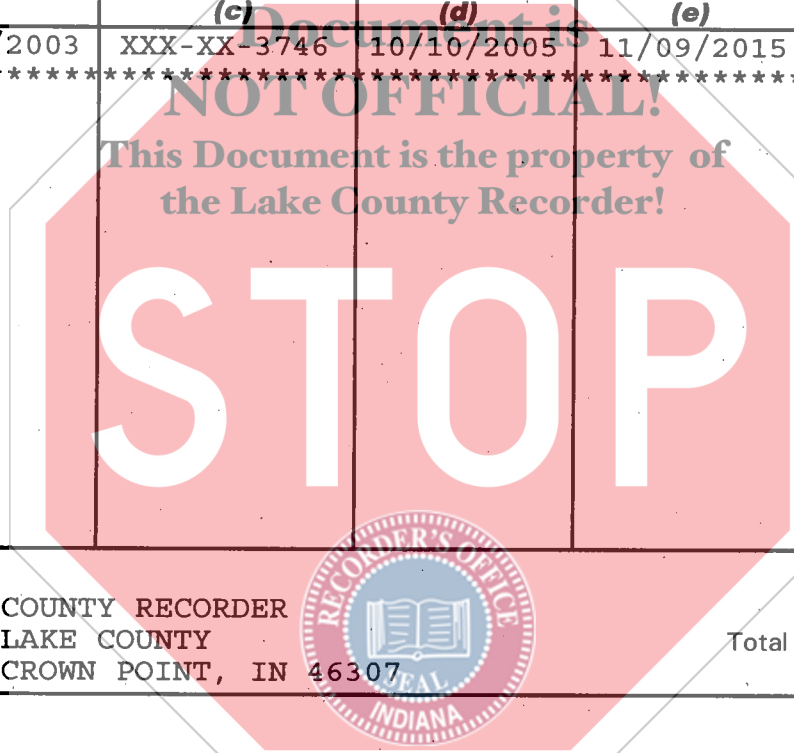 (c) (d) (e)
Document is
/2003 XXX-XX-3746 10/10/2005 11/09/2015
************************************************************
NOT OFFICIAL!
This Document is the property of
the Lake County Recorder!
STOP
COUNTY RECORDER
LAKE COUNTY
CROWN POINT, IN 46307
Total
RECORDER'S OFFICE
SEAL
INDIANA